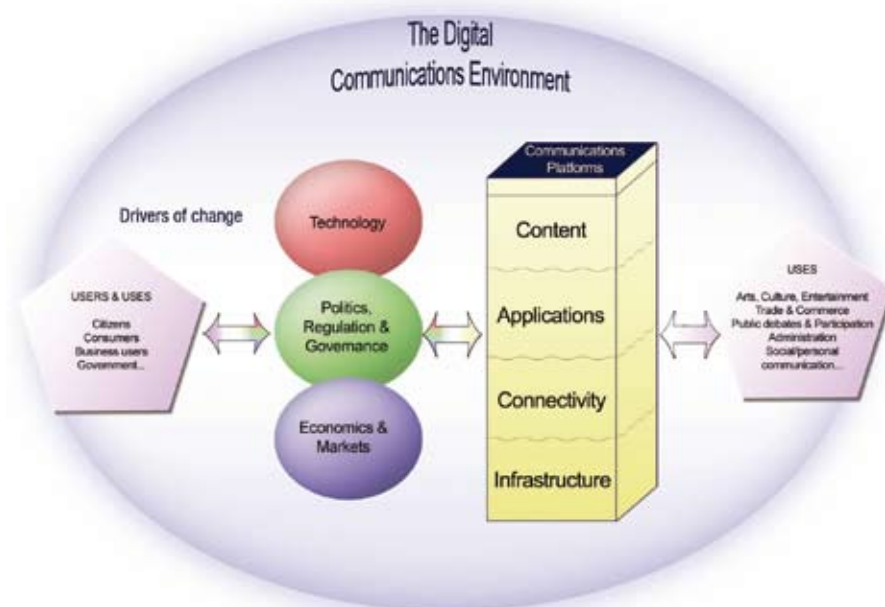 The Digital
Communications Environment
Drivers of change
USERS & USES
Citizens
Consumers
Business users
Government...
Technology
Politics,
Regulation &
Governance
Economics &
Markets
Communications
Platforms
Content
Applications
Connectivity
Infrastructure
USES
Arts, Culture, Entertainment
Trade & Commerce
Public debates & Participation
Administration
Social/personal
communication...